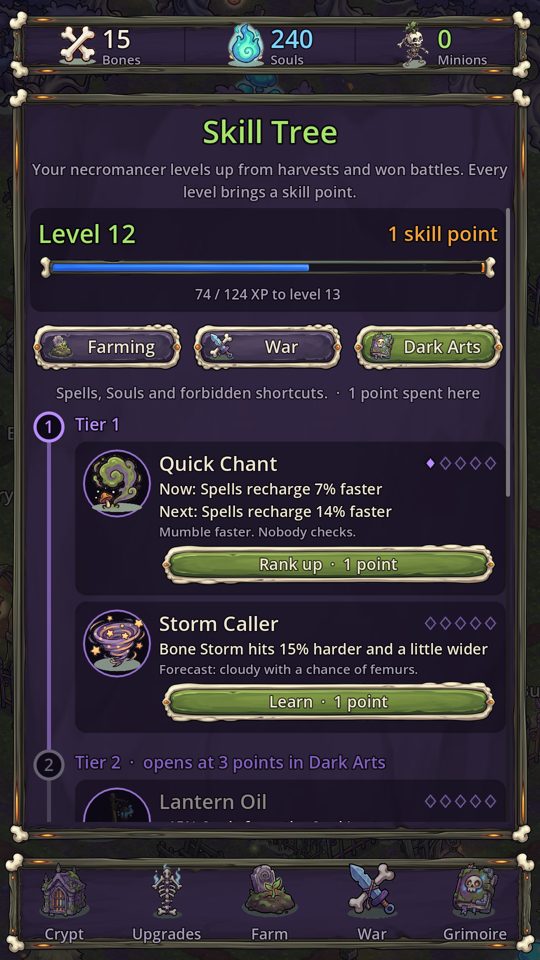 15
Bones
240
Souls
0
Minions
Skill Tree
Your necromancer levels up from harvests and won battles. Every
level brings a skill point.
Level 12
1 skill point
74 / 124 XP to level 13
Farming
War
Dark Arts
Spells, Souls and forbidden shortcuts. · 1 point spent here
1
Tier 1
Quick Chant
Now: Spells recharge 7% faster
Next: Spells recharge 14% faster
Mumble faster. Nobody checks.
Rank up · 1 point
Storm Caller
Bone Storm hits 15% harder and a little wider
Forecast: cloudy with a chance of femurs.
Learn · 1 point
2
Tier 2 · opens at 3 points in Dark Arts
Lantern Oil
Crypt
Upgrades
Farm
War
Grimoire